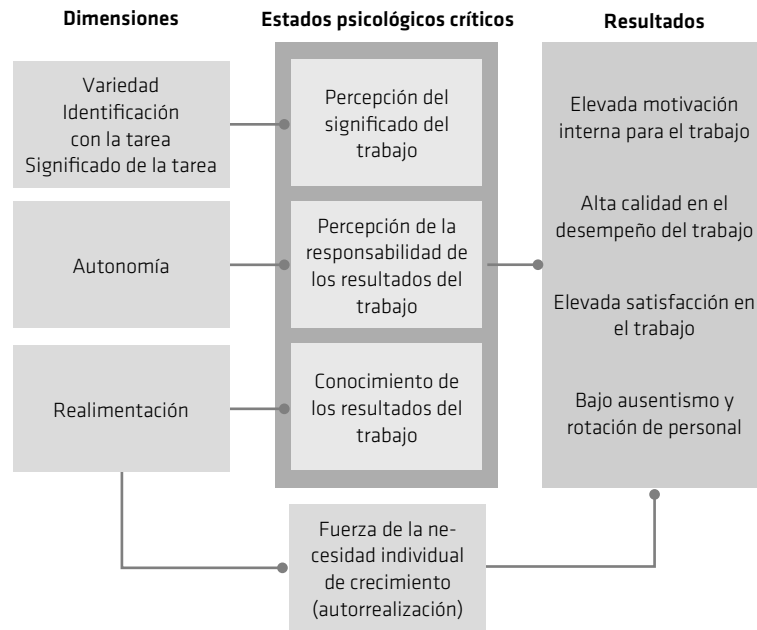 Dimensiones
Estados psicológicos críticos
Resultados
Variedad
Identificación
con la tarea
Significado de la tarea
Percepción del
significado del
trabajo
Autonomía
Percepción de la
responsabilidad de
los resultados del
trabajo
Realimentación
Conocimiento de
los resultados del
trabajo
Elevada motivación
interna para el trabajo
Alta calidad en el
desempeño del trabajo
Elevada satisfacción en
el trabajo
Bajo ausentismo y
rotación de personal
Fuerza de la ne-
cesidad individual
de crecimiento
(autorrealización)